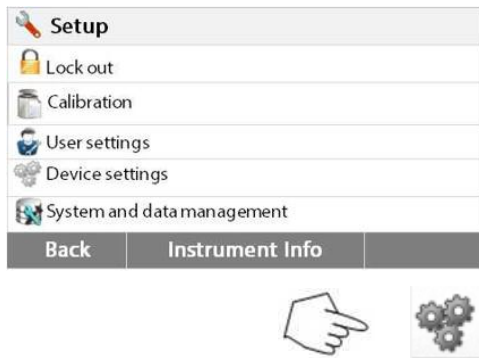 Setup
Lock out
Calibration
User settings
Device settings
System and data management
Back Instrument Info